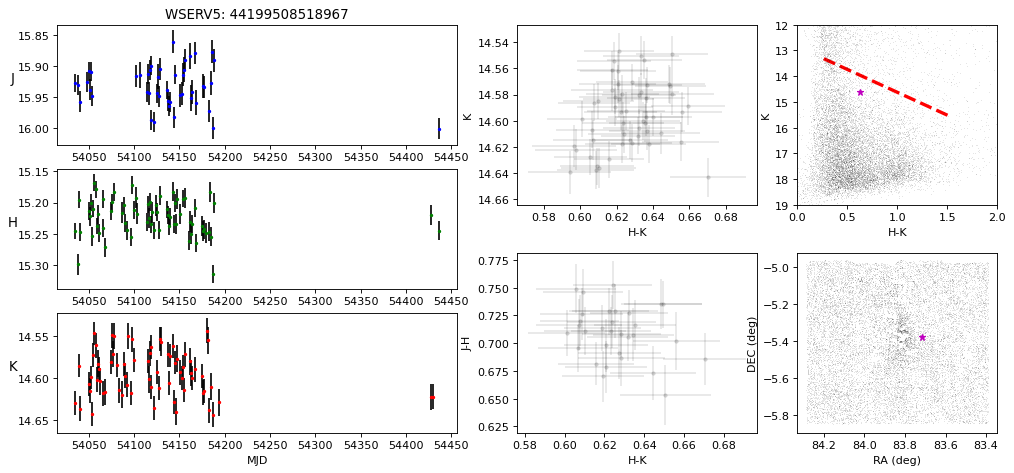 WSERV5: 44199508518967
J
15.85
15.90
15.95
16.00
54050 54100 54150 54200 54250 54300 54350 54400 54450
H
15.15
15.20
15.25
15.30
54050 54100 54150 54200 54250 54300 54350 54400 54450
K
14.55
14.60
14.65
54050 54100 54150 54200 54250 54300 54350 54400 54450
MJD
K
14.54
14.56
14.58
14.60
14.62
14.64
14.66
0.58 0.60 0.62 0.64 0.66 0.68
H-K
J-H
0.775
0.750
0.725
0.700
0.675
0.650
0.625
0.58 0.60 0.62 0.64 0.66 0.68
H-K
K
12
13
14
15
16
17
18
19
0.0 0.5 1.0 1.5 2.0
H-K
DEC (deg)
−5.0
−5.2
−5.4
−5.6
−5.8
84.2 84.0 83.8 83.6 83.4
RA (deg)